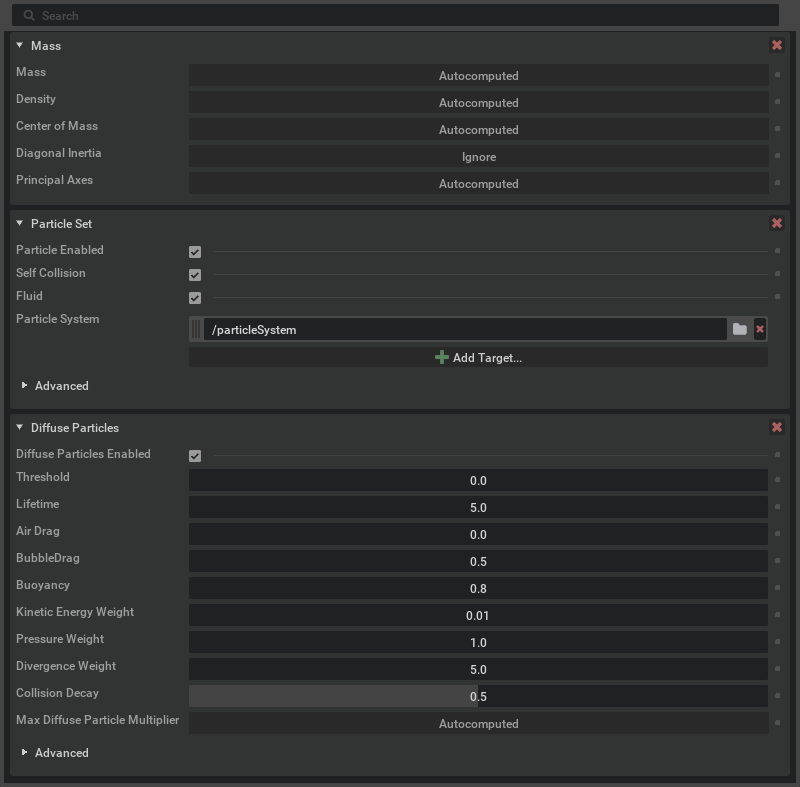 Search
Mass
Mass Autocomputed
Density Autocomputed
Center of Mass Autocomputed
Diagonal Inertia Ignore
Principal Axes Autocomputed
Particle Set
Particle Enabled
Self Collision
Fluid
Particle System /particleSystem
Add Target...
Advanced
Diffuse Particles
Diffuse Particles Enabled
Threshold 0.0
Lifetime 5.0
Air Drag 0.0
BubbleDrag 0.5
Buoyancy 0.8
Kinetic Energy Weight 0.01
Pressure Weight 1.0
Divergence Weight 5.0
Collision Decay 0.5
Max Diffuse Particle Multiplier Autocomputed
Advanced